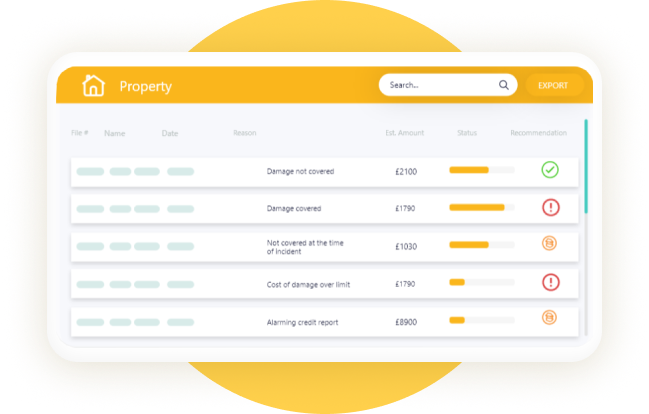 Property
Search...
EXPORT
File # Name Date Reason Est. Amount Status Recommendation
Damage not covered £2100
Damage covered £1790
Not covered at the time
of incident £1030
Cost of damage over limit £1790
Alarming credit report £8900